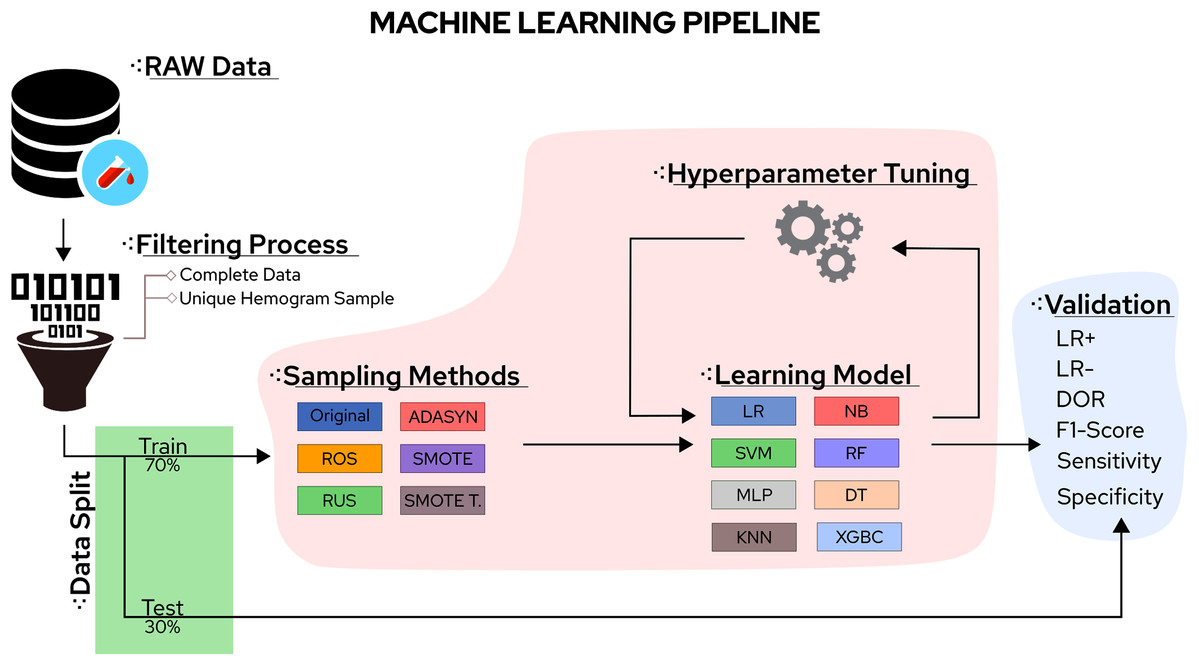 MACHINE LEARNING PIPELINE
RAW Data
Filtering Process
Complete Data
Unique Hemogram Sample
010101
101100
0101
Data Split
Train
70%
Test
30%
Sampling Methods
Original
ADASYN
ROS
SMOTE
RUS
SMOTE T.
Hyperparameter Tuning
Learning Model
LR
NB
SVM
RF
MLP
DT
KNN
XGBC
Validation
LR+
LR-
DOR
F1-Score
Sensitivity
Specificity